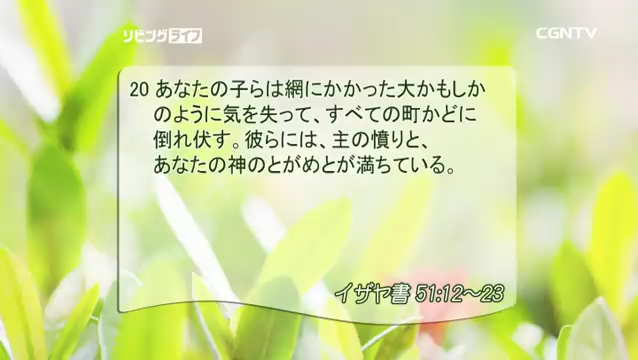 リビングライフ
CGNTV
20 あなたの子らは網にかかった大かもしか
のように気を失って、すべての町かどに
倒れ伏す。彼らには、主の憤りと、
あなたの神のとがめとが満ちている。
イザヤ書 51:12～23